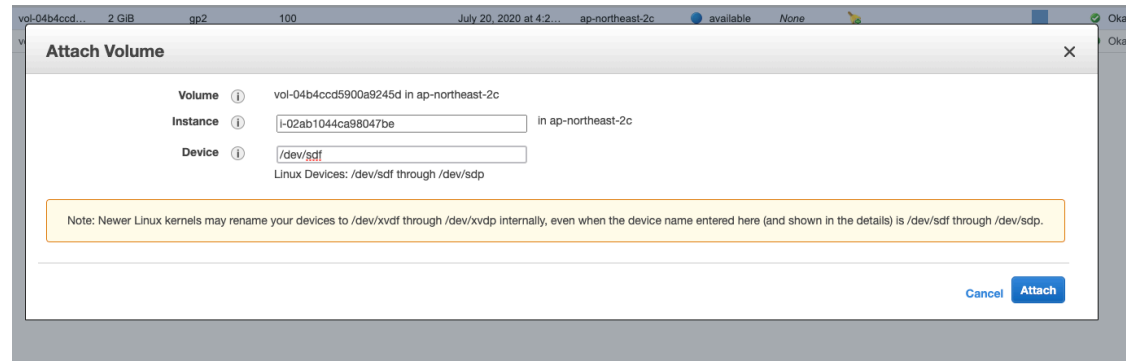 vol-04b4ccd... 2 GiB gp2 100 July 20, 2020 at 4:2... ap-northeast-2c available None Oka
Attach Volume
Oka
Volume vol-04b4ccd5900a9245d in ap-northeast-2c
Instance i-02ab1044ca98047be in ap-northeast-2c
Device /dev/sdf
Linux Devices: /dev/sdf through /dev/sdp
Note: Newer Linux kernels may rename your devices to /dev/xvdf through /dev/xvdp internally, even when the device name entered here (and shown in the details) is /dev/sdf through /dev/sdp.
Cancel Attach